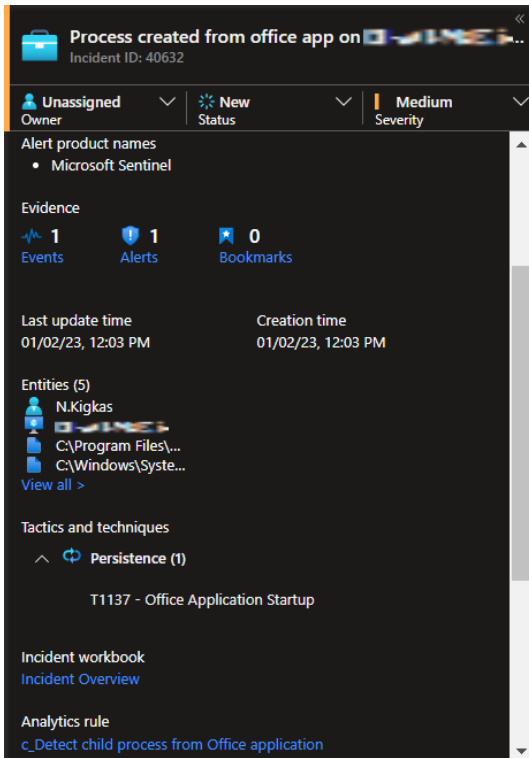 Process created from office app on
Incident ID: 40632
Unassigned
Owner
New
Status
Medium
Severity
Alert product names
• Microsoft Sentinel
Evidence
1
Events
1
Alerts
0
Bookmarks
Last update time
01/02/23, 12:03 PM
Creation time
01/02/23, 12:03 PM
Entities (5)
N.Kigkas
C:\Program Files\...
C:\Windows\Syste...
View all >
Tactics and techniques
Persistence (1)
T1137 - Office Application Startup
Incident workbook
Incident Overview
Analytics rule
c_Detect child process from Office application